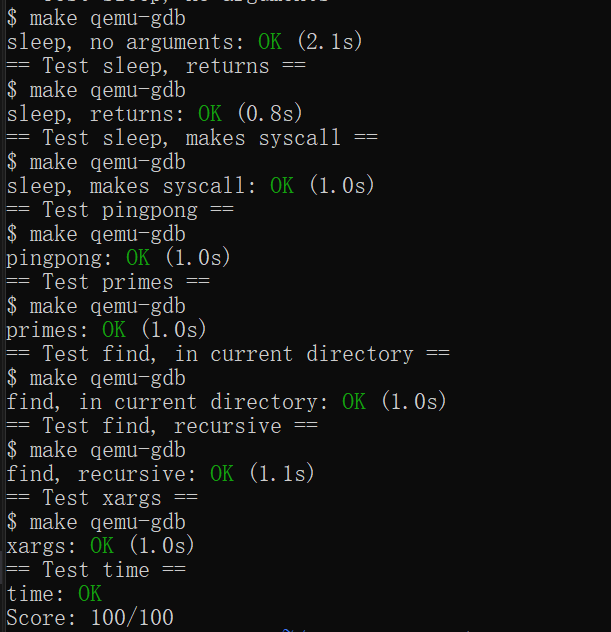 $ make qemu-gdb
sleep, no arguments: OK (2.1s)
== Test sleep, returns ==
$ make qemu-gdb
sleep, returns: OK (0.8s)
== Test sleep, makes syscall ==
$ make qemu-gdb
sleep, makes syscall: OK (1.0s)
== Test pingpong ==
$ make qemu-gdb
pingpong: OK (1.0s)
== Test primes ==
$ make qemu-gdb
primes: OK (1.0s)
== Test find, in current directory ==
$ make qemu-gdb
find, in current directory: OK (1.0s)
== Test find, recursive ==
$ make qemu-gdb
find, recursive: OK (1.1s)
== Test xargs ==
$ make qemu-gdb
xargs: OK (1.0s)
== Test time ==
time: OK
Score: 100/100